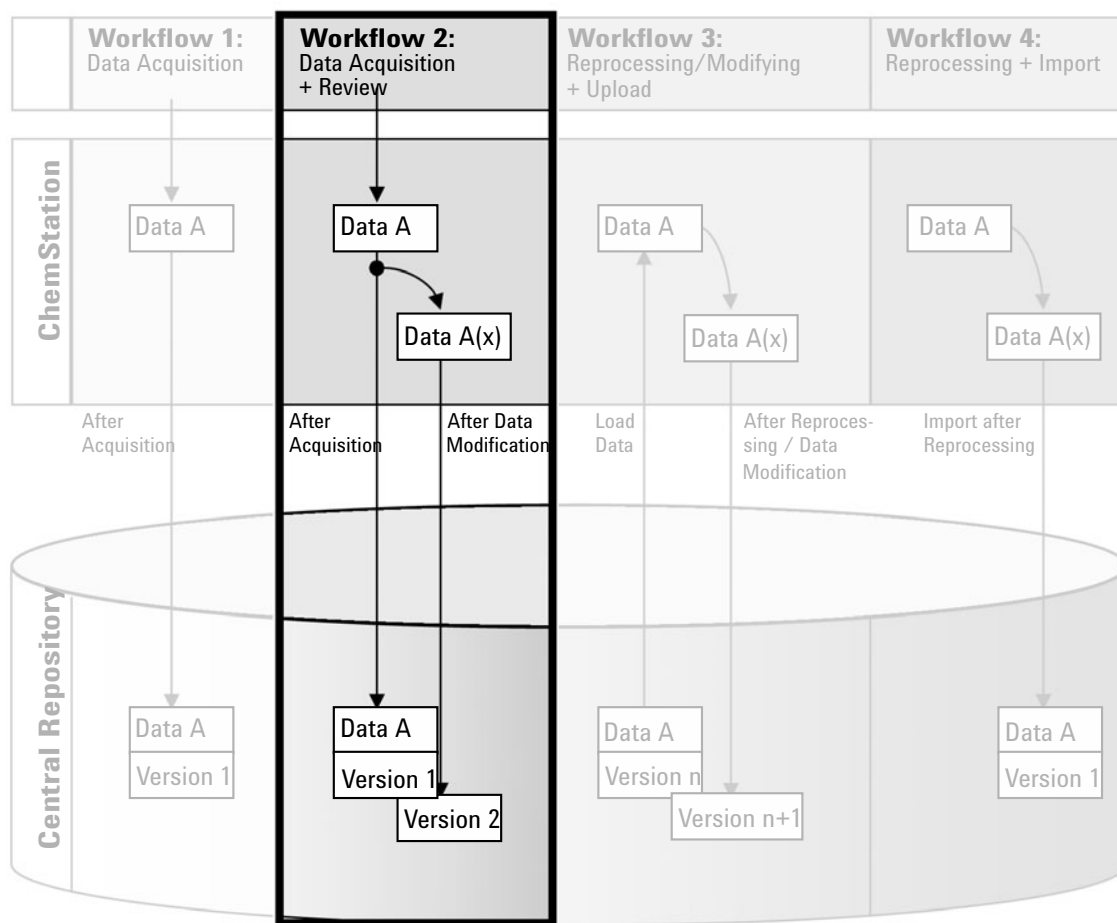 Workflow 1:
Data Acquisition
Workflow 2:
Data Acquisition
+ Review
Workflow 3:
Reprocessing/Modifying
+ Upload
Workflow 4:
Reprocessing + Import
ChemStation
Data A
Data A
Data A(x)
Data A
Data A(x)
Data A
Data A(x)
After
Acquisition
After
Acquisition
After Data
Modification
Load
Data
After Reproces-
sing / Data
Modification
Import after
Reprocessing
Central Repository
Data A
Version 1
Data A
Version 1
Version 2
Data A
Version n
Version n+1
Data A
Version 1